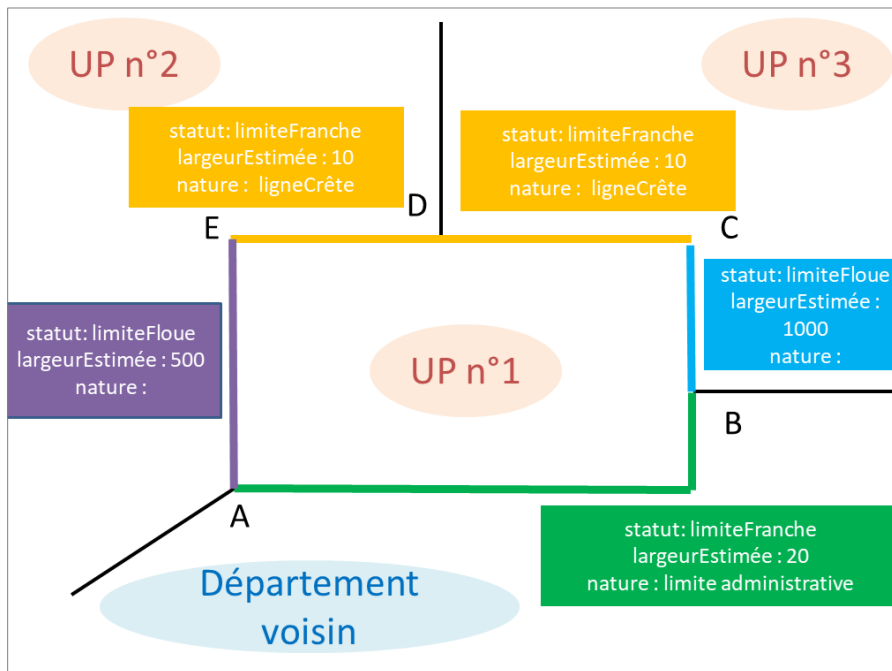 UP n°2
UP n°3
statut: limiteFranche
largeurEstimée : 10
nature : ligneCrête
statut: limiteFranche
largeurEstimée : 10
nature : ligneCrête
D
E
C
statut: limiteFloue
largeurEstimée :
1000
nature :
statut: limiteFloue
largeurEstimée : 500
nature :
UP n°1
B
A
statut: limiteFranche
largeurEstimée : 20
nature : limite administrative
Département
voisin